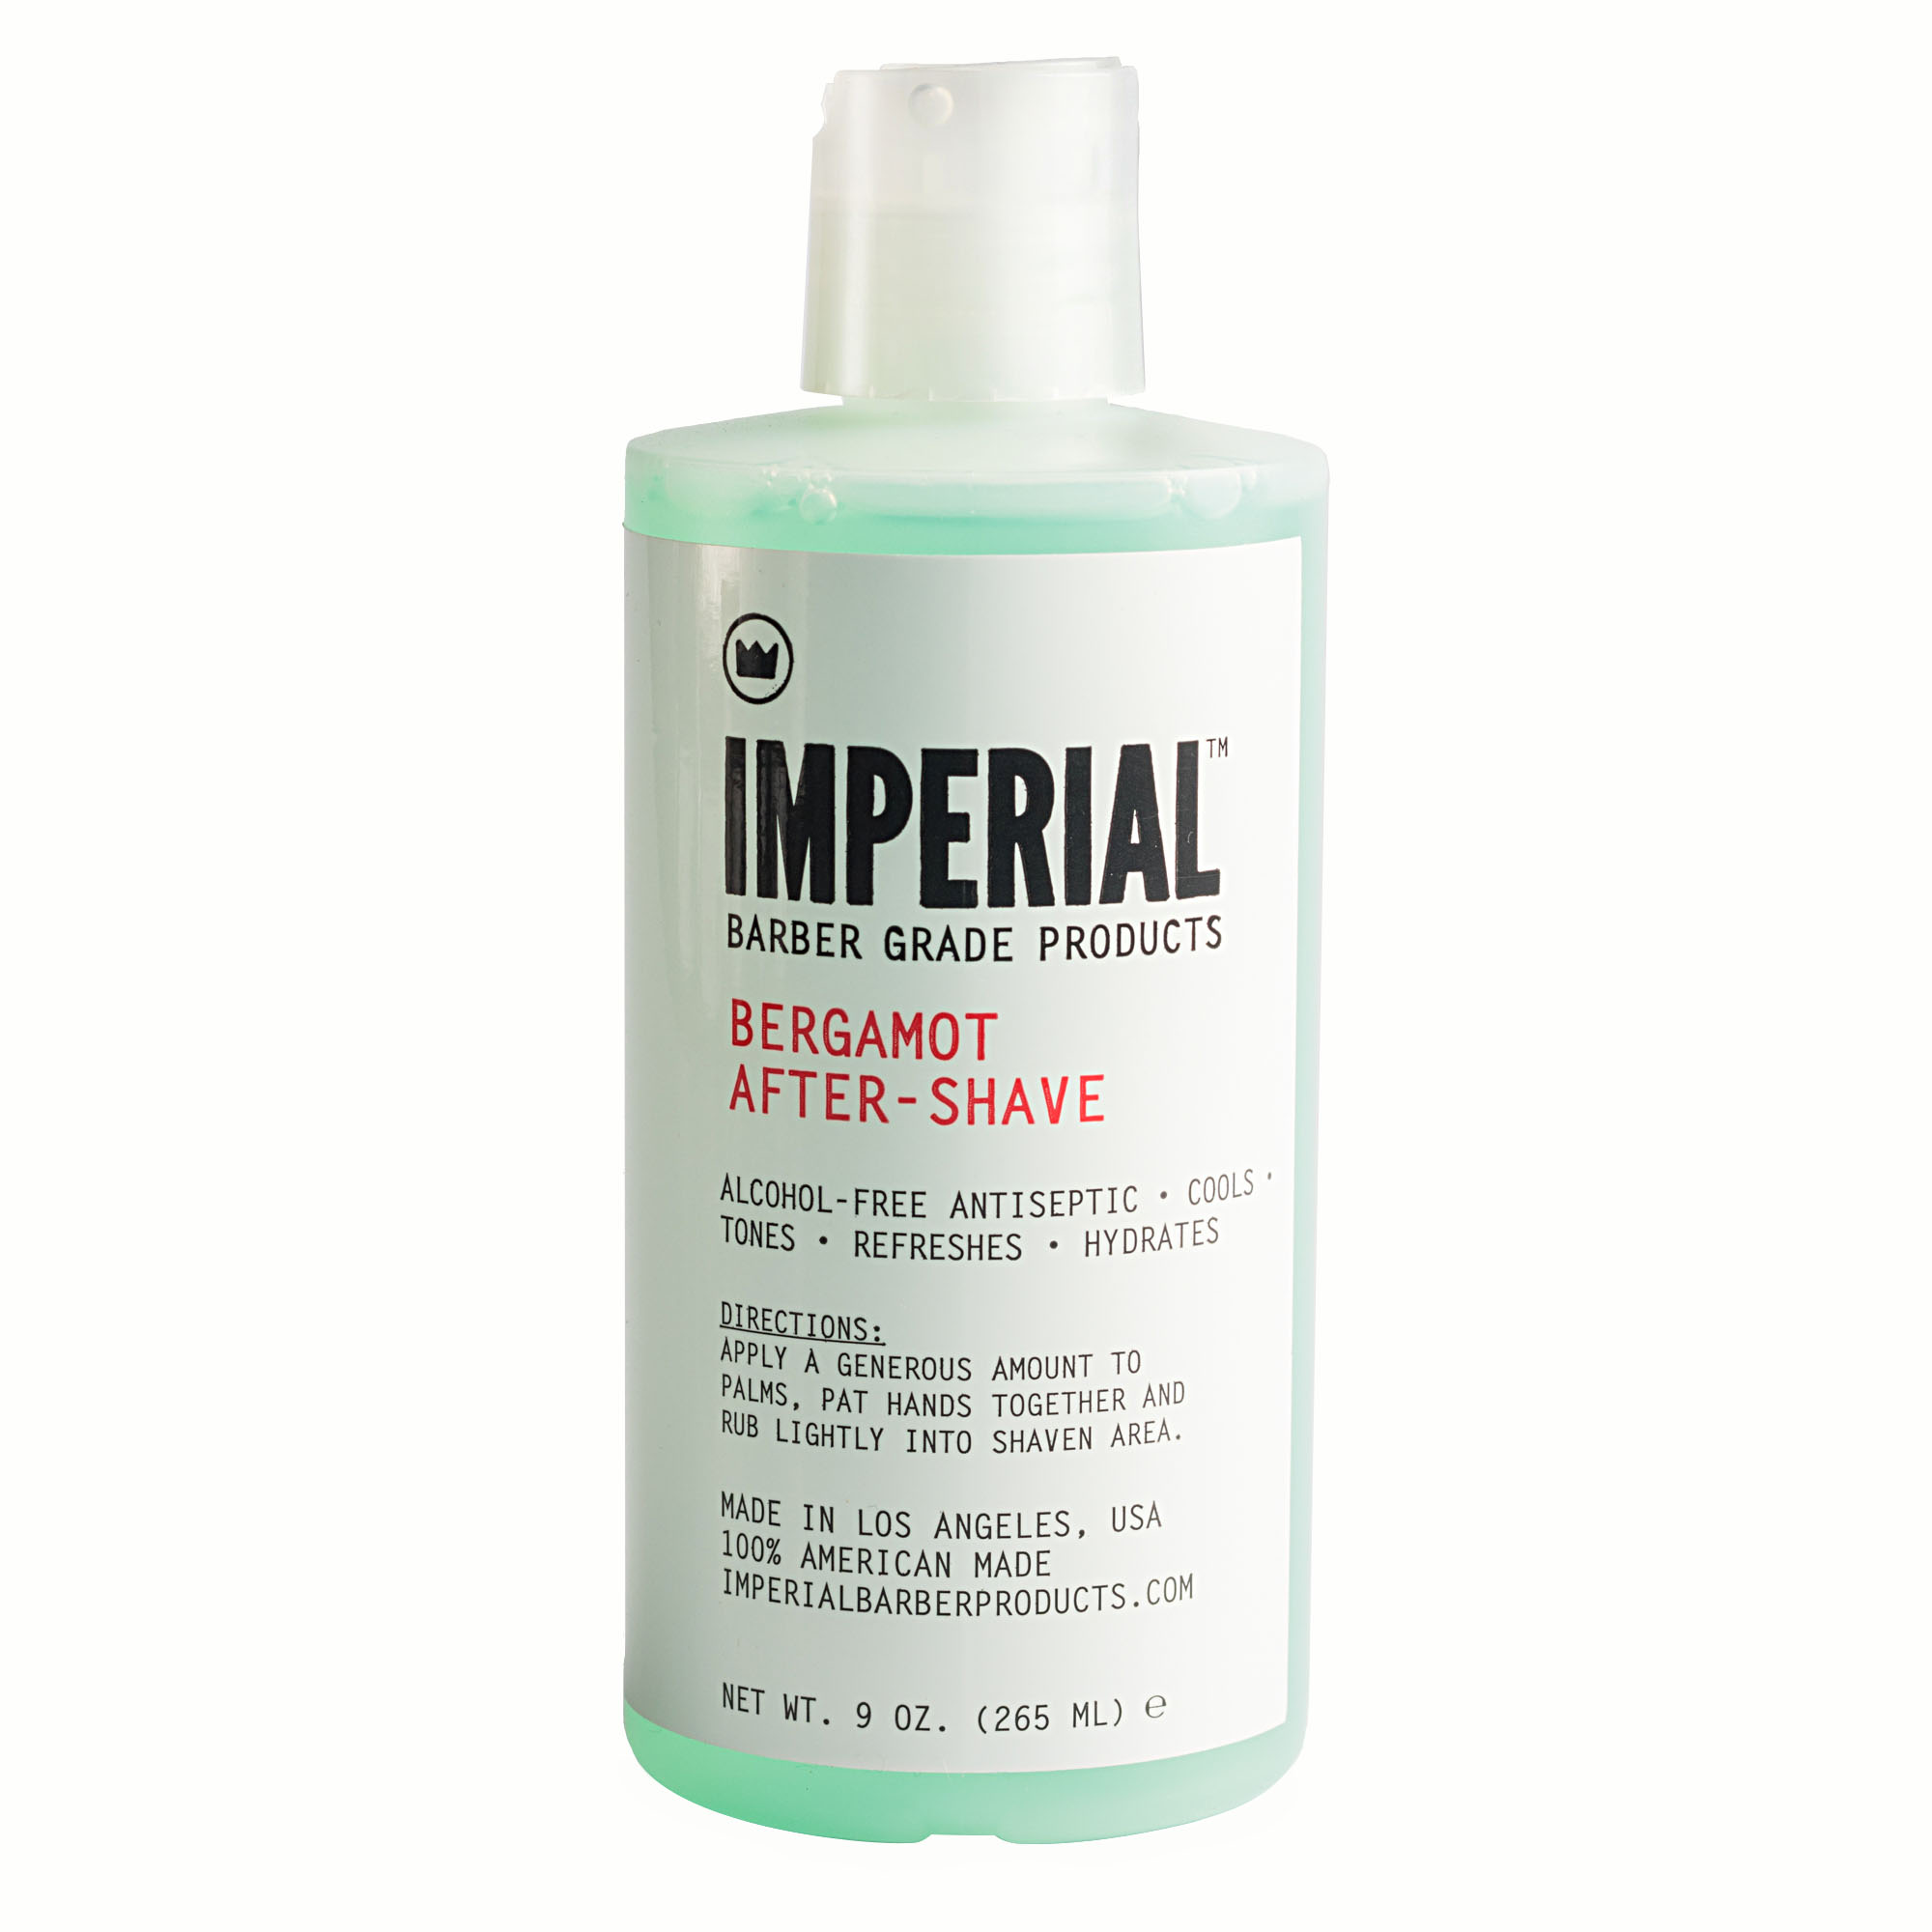 IMPERIAL™
BARBER GRADE PRODUCTS
BERGAMOT
AFTER-SHAVE
ALCOHOL-FREE ANTISEPTIC • COOLS •
TONES • REFRESHES • HYDRATES
DIRECTIONS:
APPLY A GENEROUS AMOUNT TO
PALMS, PAT HANDS TOGETHER AND
RUB LIGHTLY INTO SHAVEN AREA.
MADE IN LOS ANGELES, USA
100% AMERICAN MADE
IMPERIALBARBERPRODUCTS.COM
NET WT. 9 OZ. (265 ML) ℮